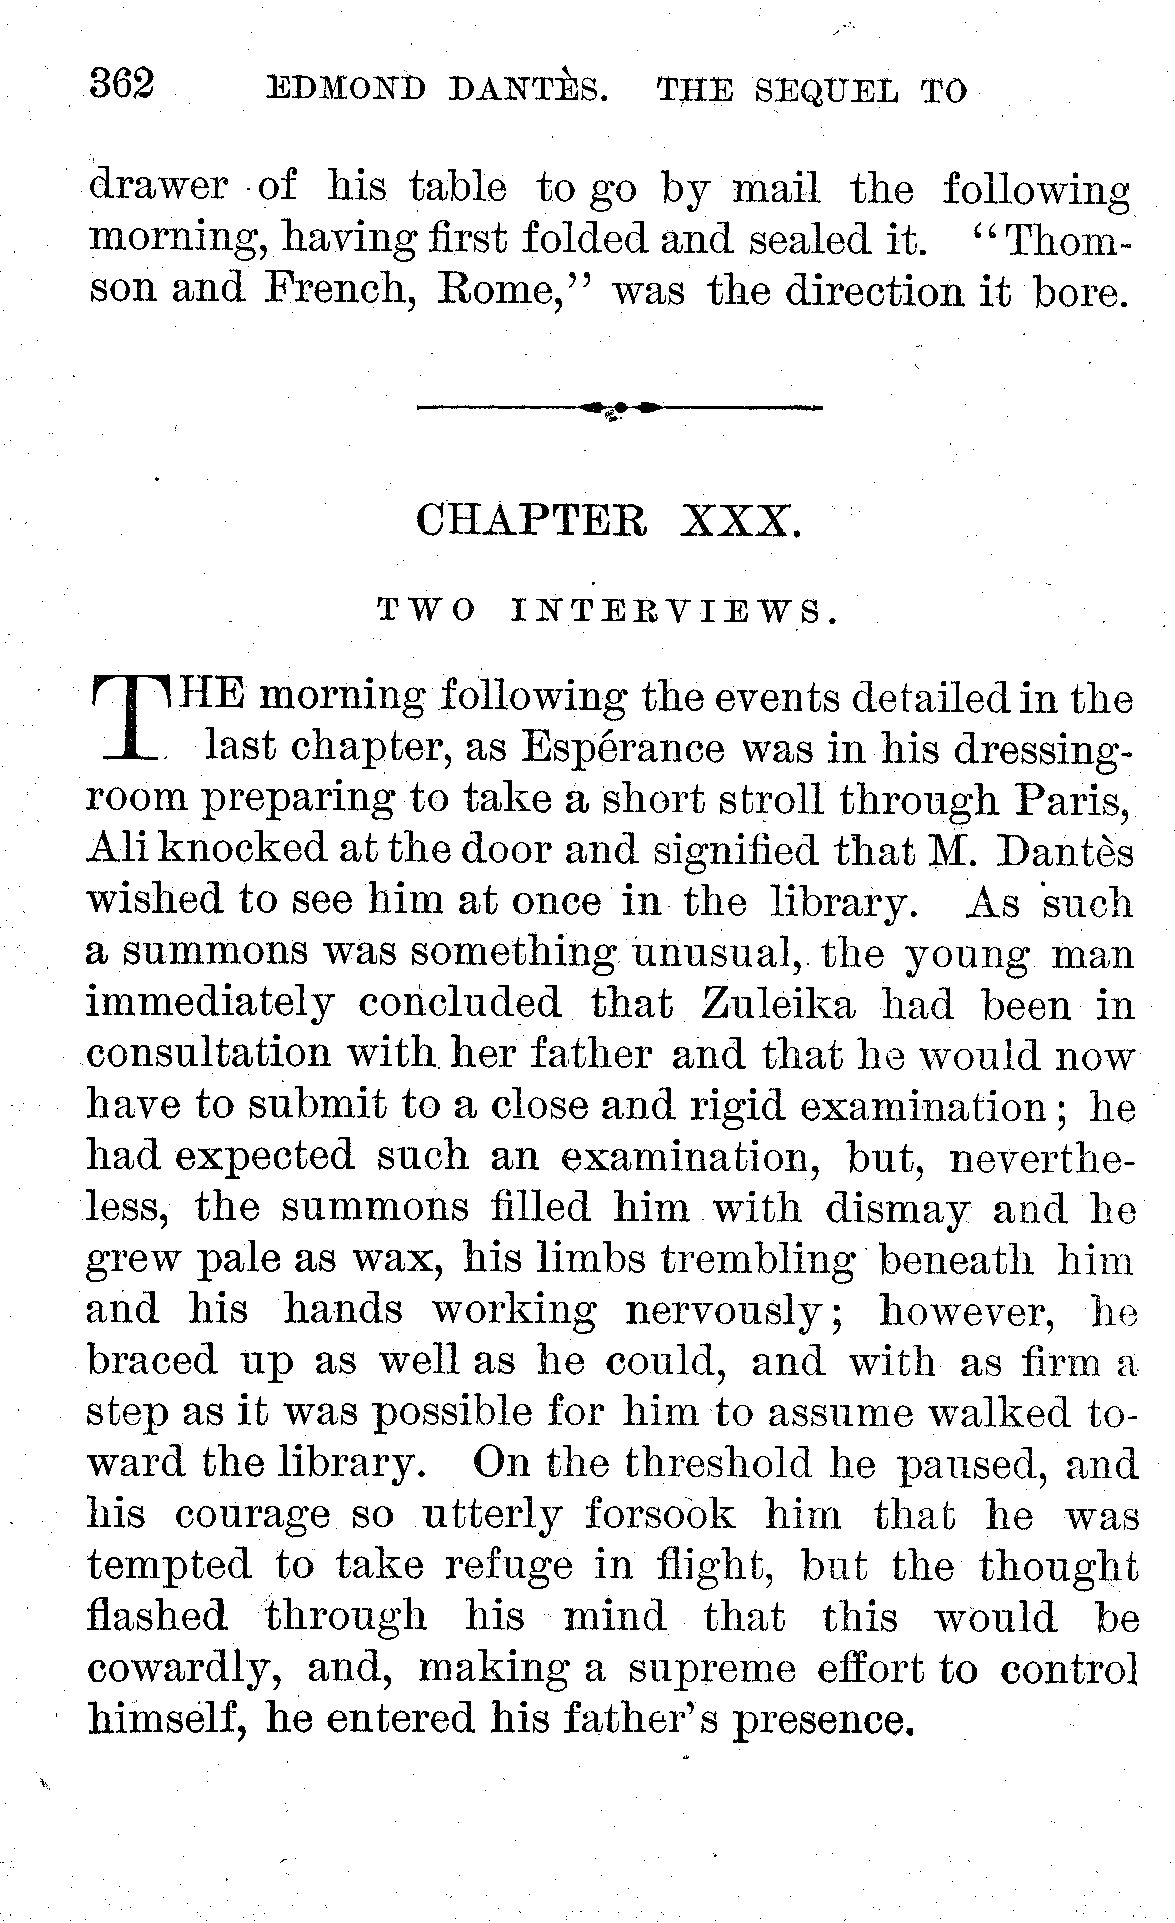 362 EDMOND DANTÈS. THE SEQUEL TO
drawer of his table to go by mail the following
morning, having first folded and sealed it. “Thom-
son and French, Rome,” was the direction it bore.
CHAPTER XXX.
TWO INTERVIEWS.
THE morning following the events detailed in the
last chapter, as Espérance was in his dressing-
room preparing to take a short stroll through Paris,
Ali knocked at the door and signified that M. Dantès
wished to see him at once in the library. As such
a summons was something unusual, the young man
immediately concluded that Zuleika had been in
consultation with her father and that he would now
have to submit to a close and rigid examination; he
had expected such an examination, but, neverthe-
less, the summons filled him with dismay and he
grew pale as wax, his limbs trembling beneath him
and his hands working nervously; however, he
braced up as well as he could, and with as firm a
step as it was possible for him to assume walked to-
ward the library. On the threshold he paused, and
his courage so utterly forsook him that he was
tempted to take refuge in flight, but the thought
flashed through his mind that this would be
cowardly, and, making a supreme effort to control
himself, he entered his father's presence.